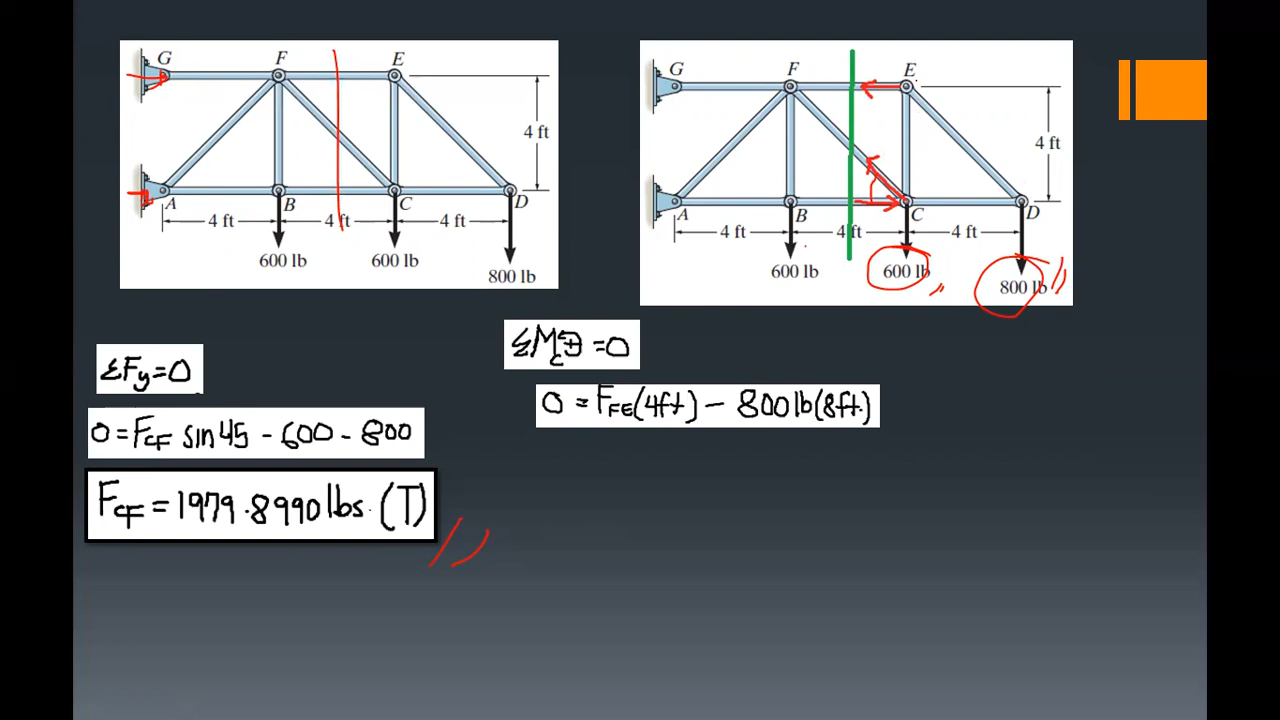 G F E
4 ft
A B C D
4 ft 4 ft 4 ft
600 lb 600 lb
800 lb
G F E
4 ft
A B C D
4 ft 4 ft 4 ft
600 lb 600 lb
800 lb
ΣFy=0
0=FCF sin 45 - 600 - 800
FCF = 1979.8990 lbs. (T)
ΣMC =0
0 = FFE(4ft) - 800lb(8ft.)